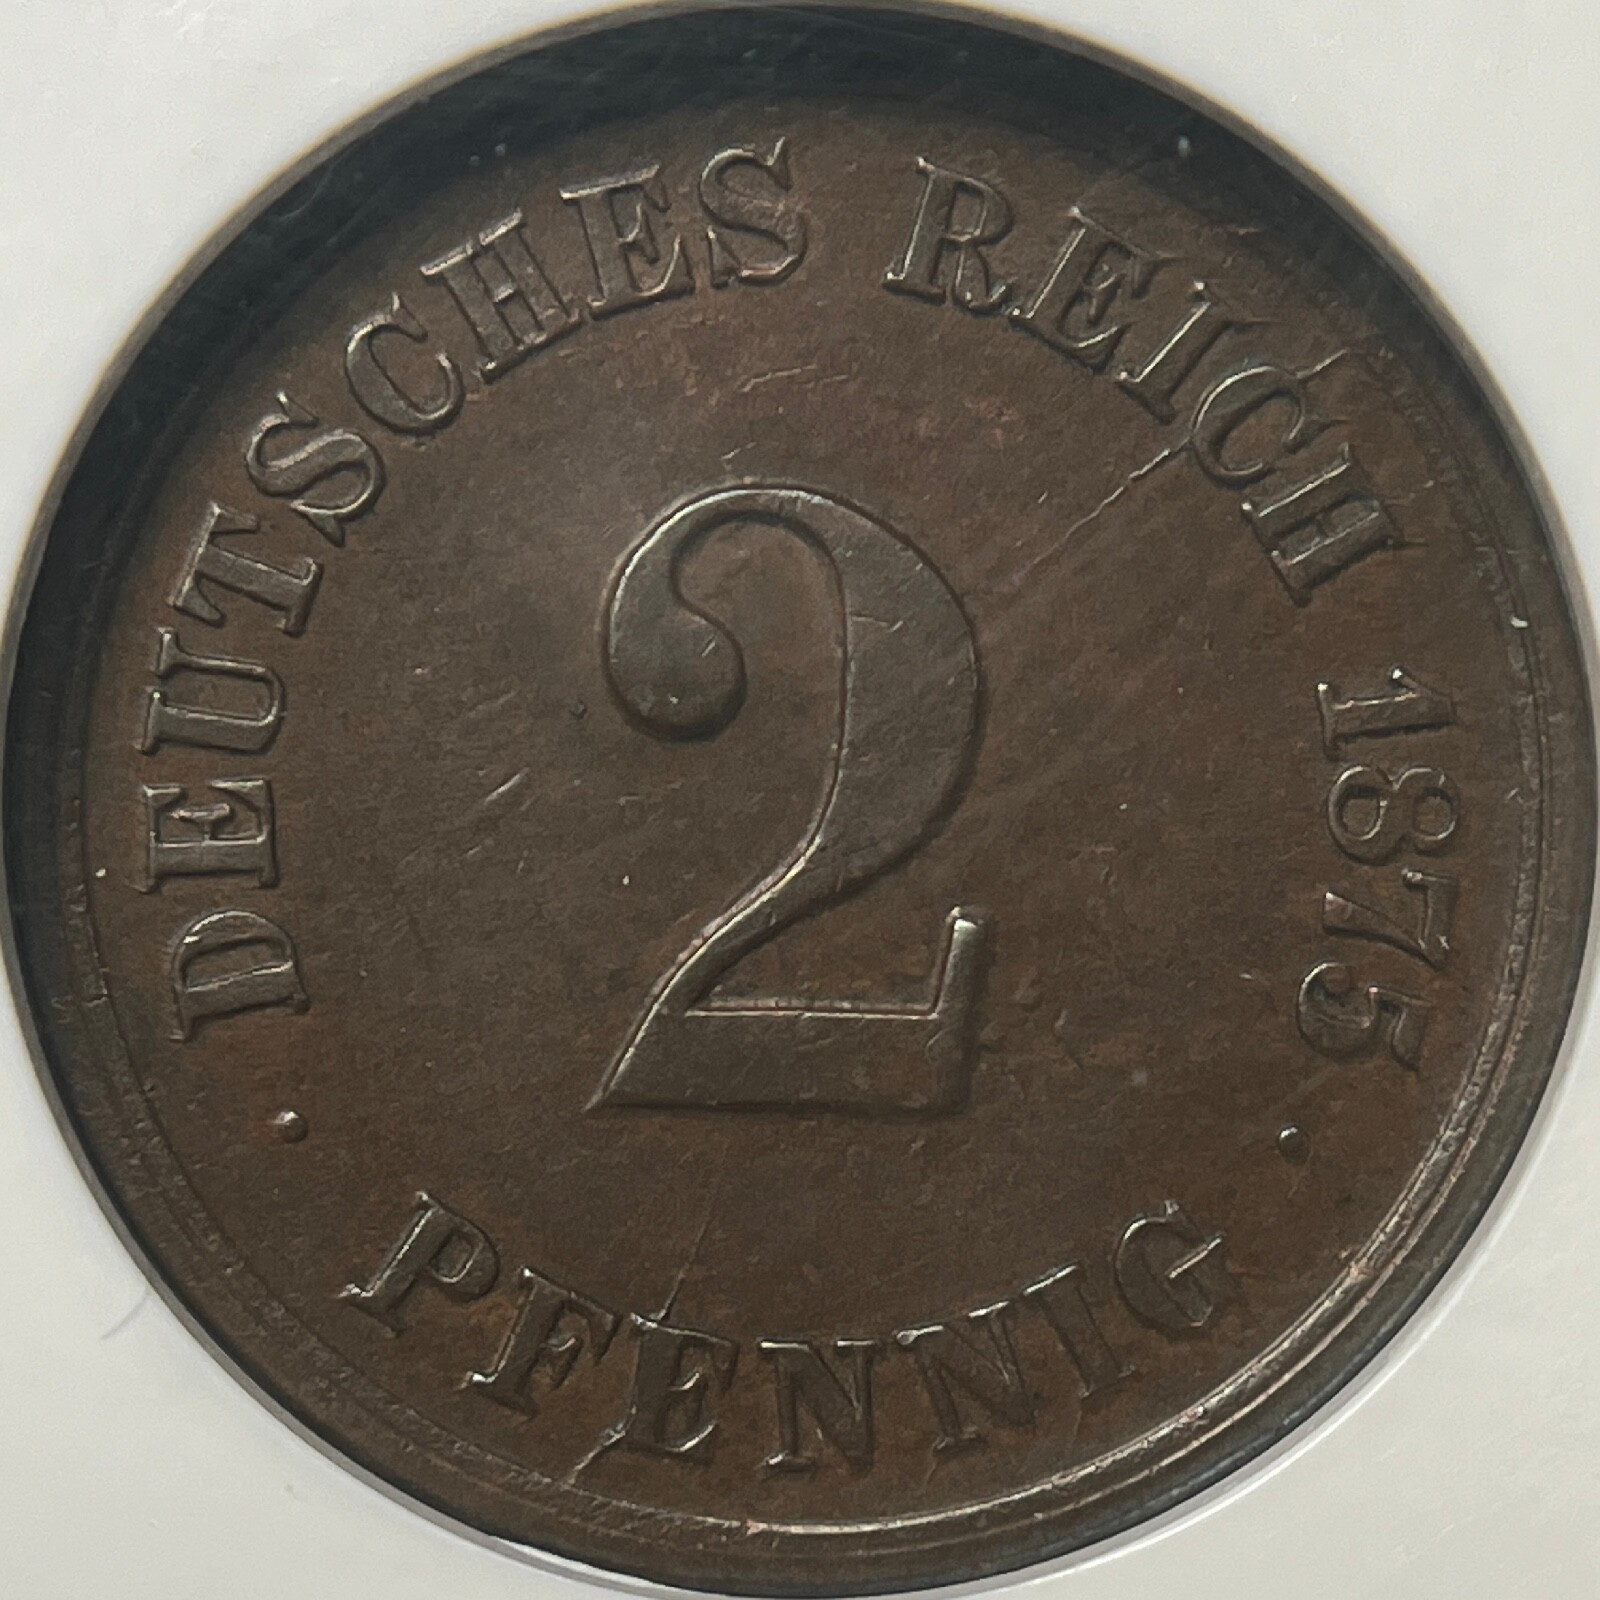 DEUTSCHES REICH 1875
2
· PFENNIG ·